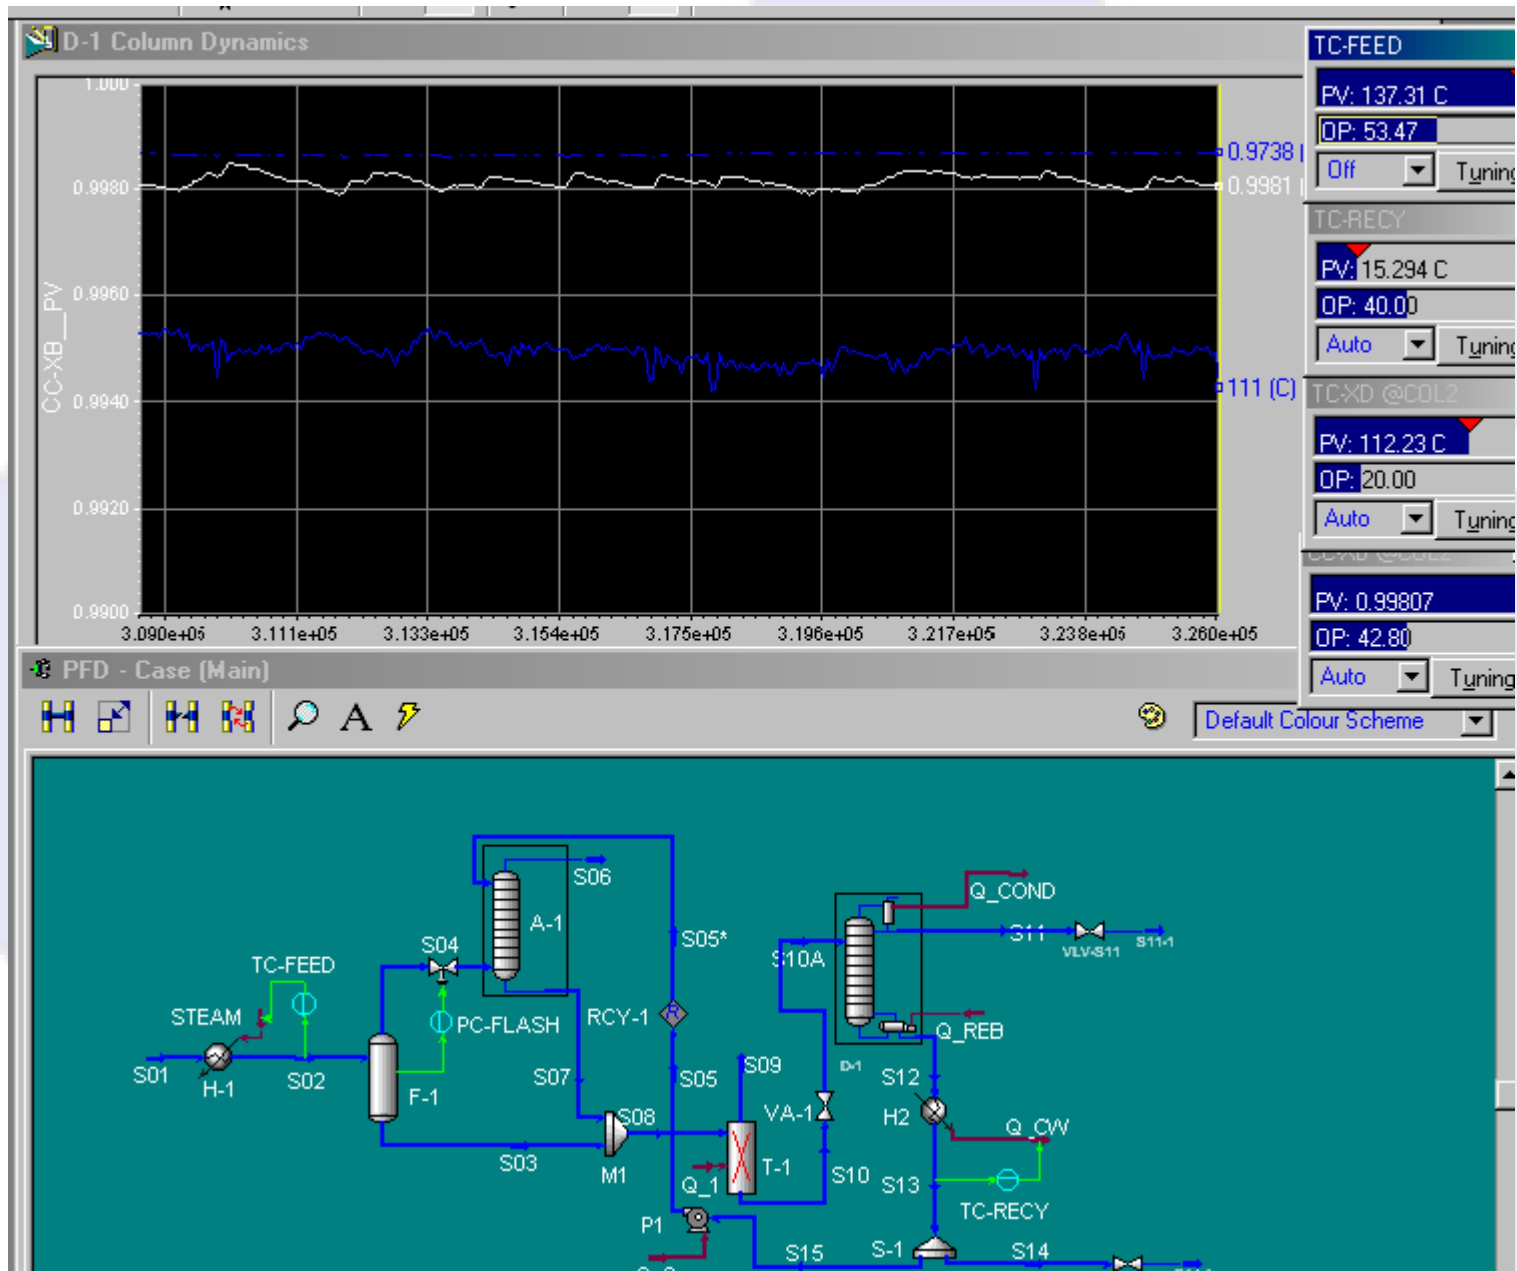 D-1 Column Dynamics
1.000
0.9980
0.9960
0.9940
0.9920
0.9900
CC-XB__PV
3.090e+05
3.111e+05
3.133e+05
3.154e+05
3.175e+05
3.196e+05
3.217e+05
3.238e+05
3.260e+05
0.9738
0.9981
111 (C)
TC-FEED
PV: 137.31 C
OP: 53.47
Off
Tuning
TC-RECY
PV: 15.294 C
OP: 40.00
Auto
Tuning
TC-XD @COL2
PV: 112.23 C
OP: 20.00
Auto
Tuning
CC-XB @COL2
PV: 0.99807
OP: 42.80
Auto
Tuning
PFD - Case (Main)
A
Default Colour Scheme
S06
Q_COND
A-1
S05*
S11
S11-1
VLV-S11
S04
S10A
TC-FEED
STEAM
PC-FLASH
RCY-1
R
Q_REB
S01
H-1
S02
F-1
S07
S05
S09
D-1
S12
S08
VA-1
H2
Q_CW
S03
M1
Q_1
T-1
S10
S13
TC-RECY
P1
S15
S-1
S14